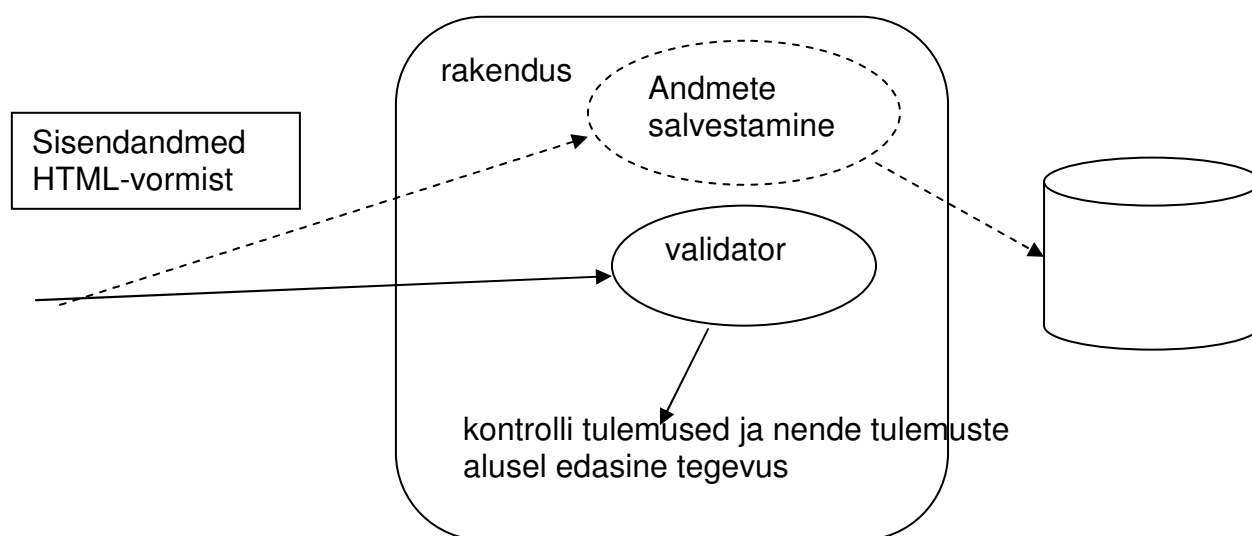 rakendus
Andmete
salvestamine
Sisendandmed
HTML-vormist
validator
kontrolli tulemused ja nende tulemuste
alusel edasine tegevus